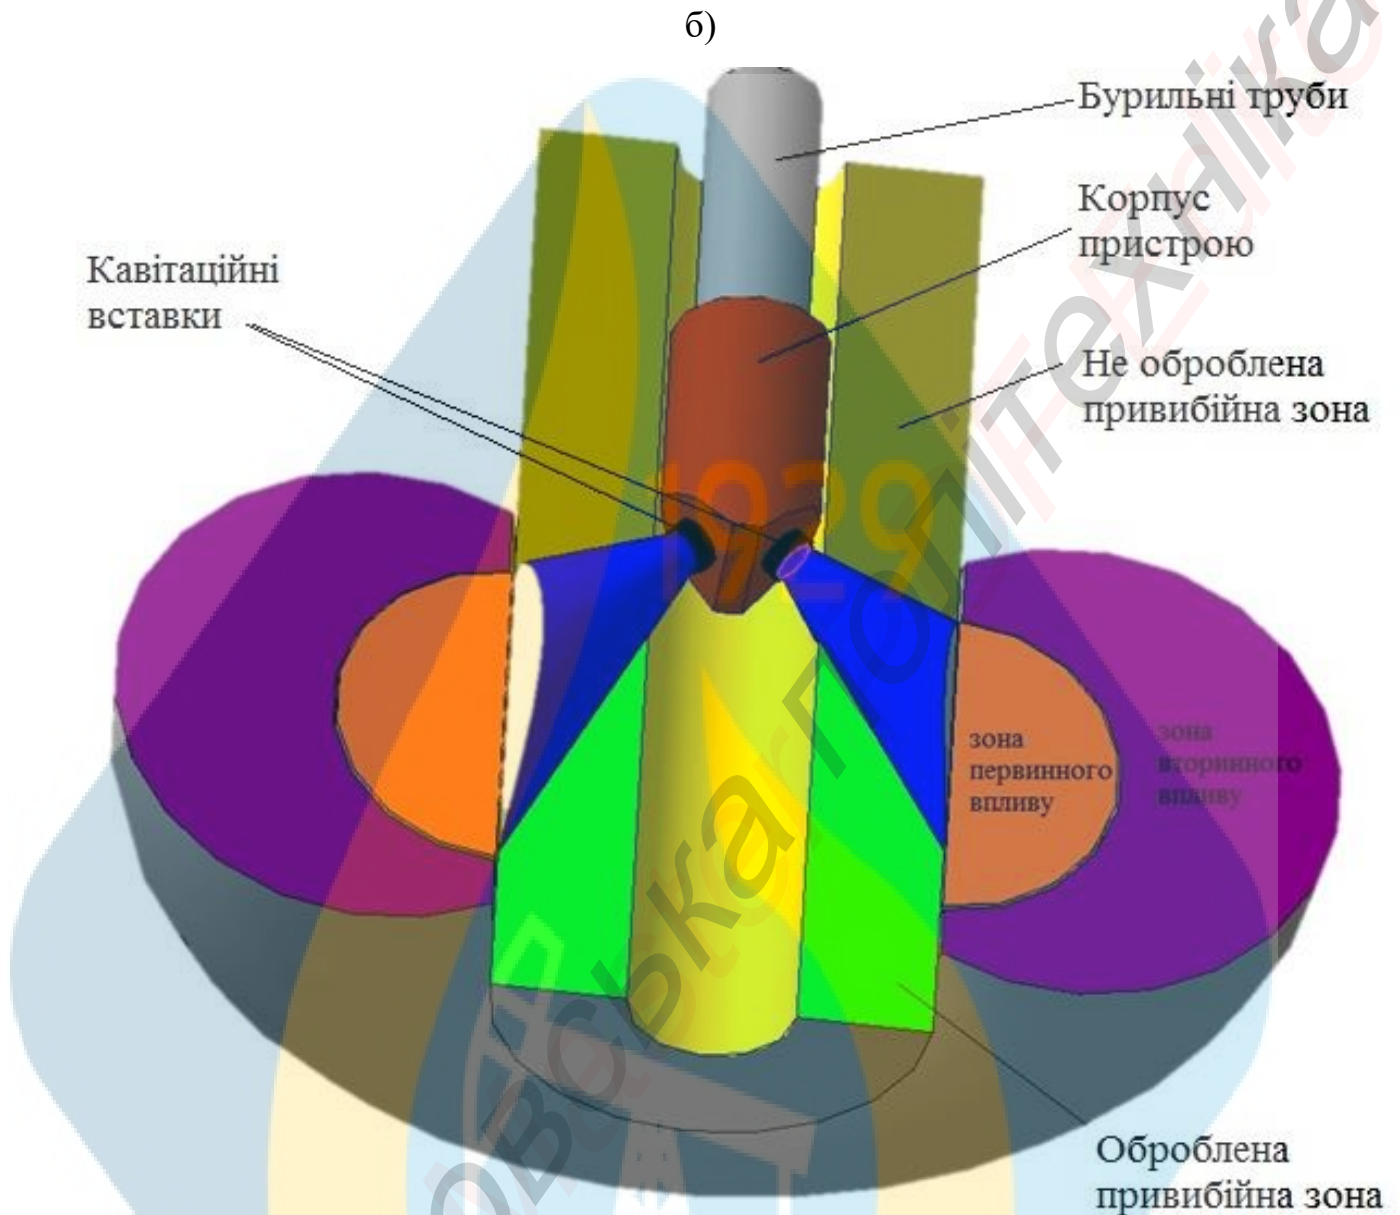 б)
Бурильні труби
Корпус
пристрою
Кавітаційні
вставки
Не оброблена
привибійна зона
1929
зона
первинного
впливу
зона
вторинного
впливу
Оброблена
привибійна зона